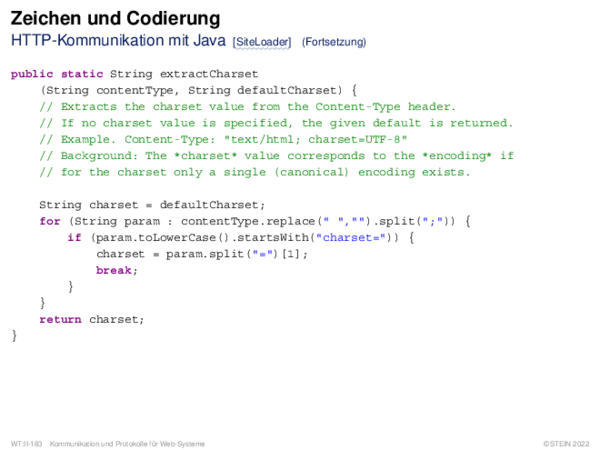 Zeichen und Codierung
HTTP-Kommunikation mit Java [SiteLoader] (Fortsetzung)
public static String extractCharset
    (String contentType, String defaultCharset) {
    // Extracts the charset value from the Content-Type header.
    // If no charset value is specified, the given default is returned.
    // Example. Content-Type: "text/html; charset=UTF-8"
    // Background: The *charset* value corresponds to the *encoding* if
    // for the charset only a single (canonical) encoding exists.
    String charset = defaultCharset;
    for (String param : contentType.replace(" ","").split(";")) {
        if (param.toLowerCase().startsWith("charset=")) {
            charset = param.split("=")[1];
            break;
        }
    }
    return charset;
}
WT:II-183 Kommunikation und Protokolle für Web-Systeme ©STEIN 2022